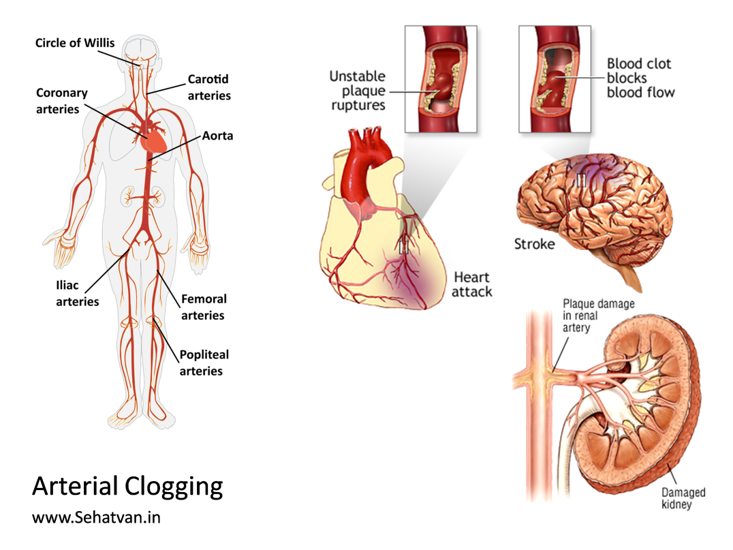 Circle of Willis
Carotid
arteries
Coronary
arteries
Aorta
Iliac
arteries
Femoral
arteries
Popliteal
arteries
Unstable
plaque
ruptures
Blood clot
blocks
blood flow
Heart
attack
Stroke
Plaque damage
in renal
artery
Damaged
kidney
Arterial Clogging
www.Sehatvan.in